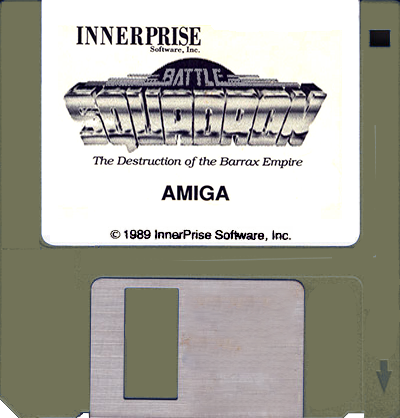 INNERPRISE
Software, Inc.
BATTLE
SQUADRON
The Destruction of the Barrax Empire
AMIGA
© 1989 InnerPrise Software, Inc.